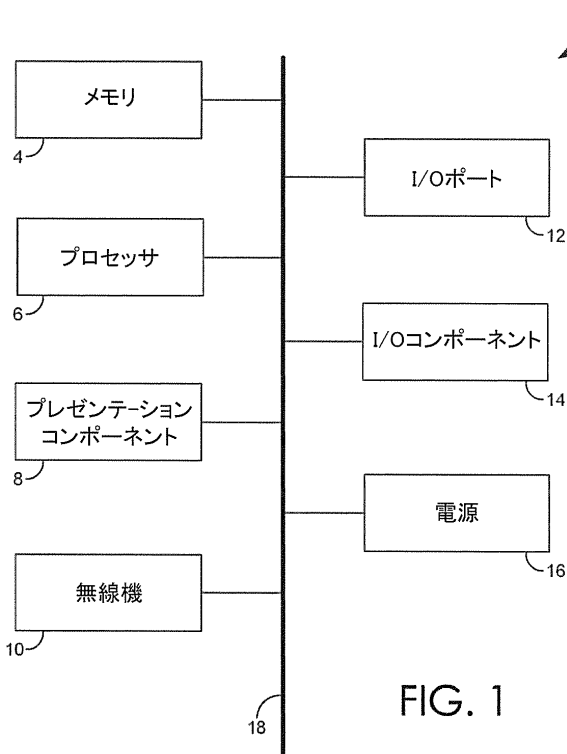 メモリ
4
プロセッサ
6
プレゼンテーション
コンポーネント
8
無線機
10
I/Oポート
12
I/Oコンポーネント
14
電源
16
18
FIG. 1